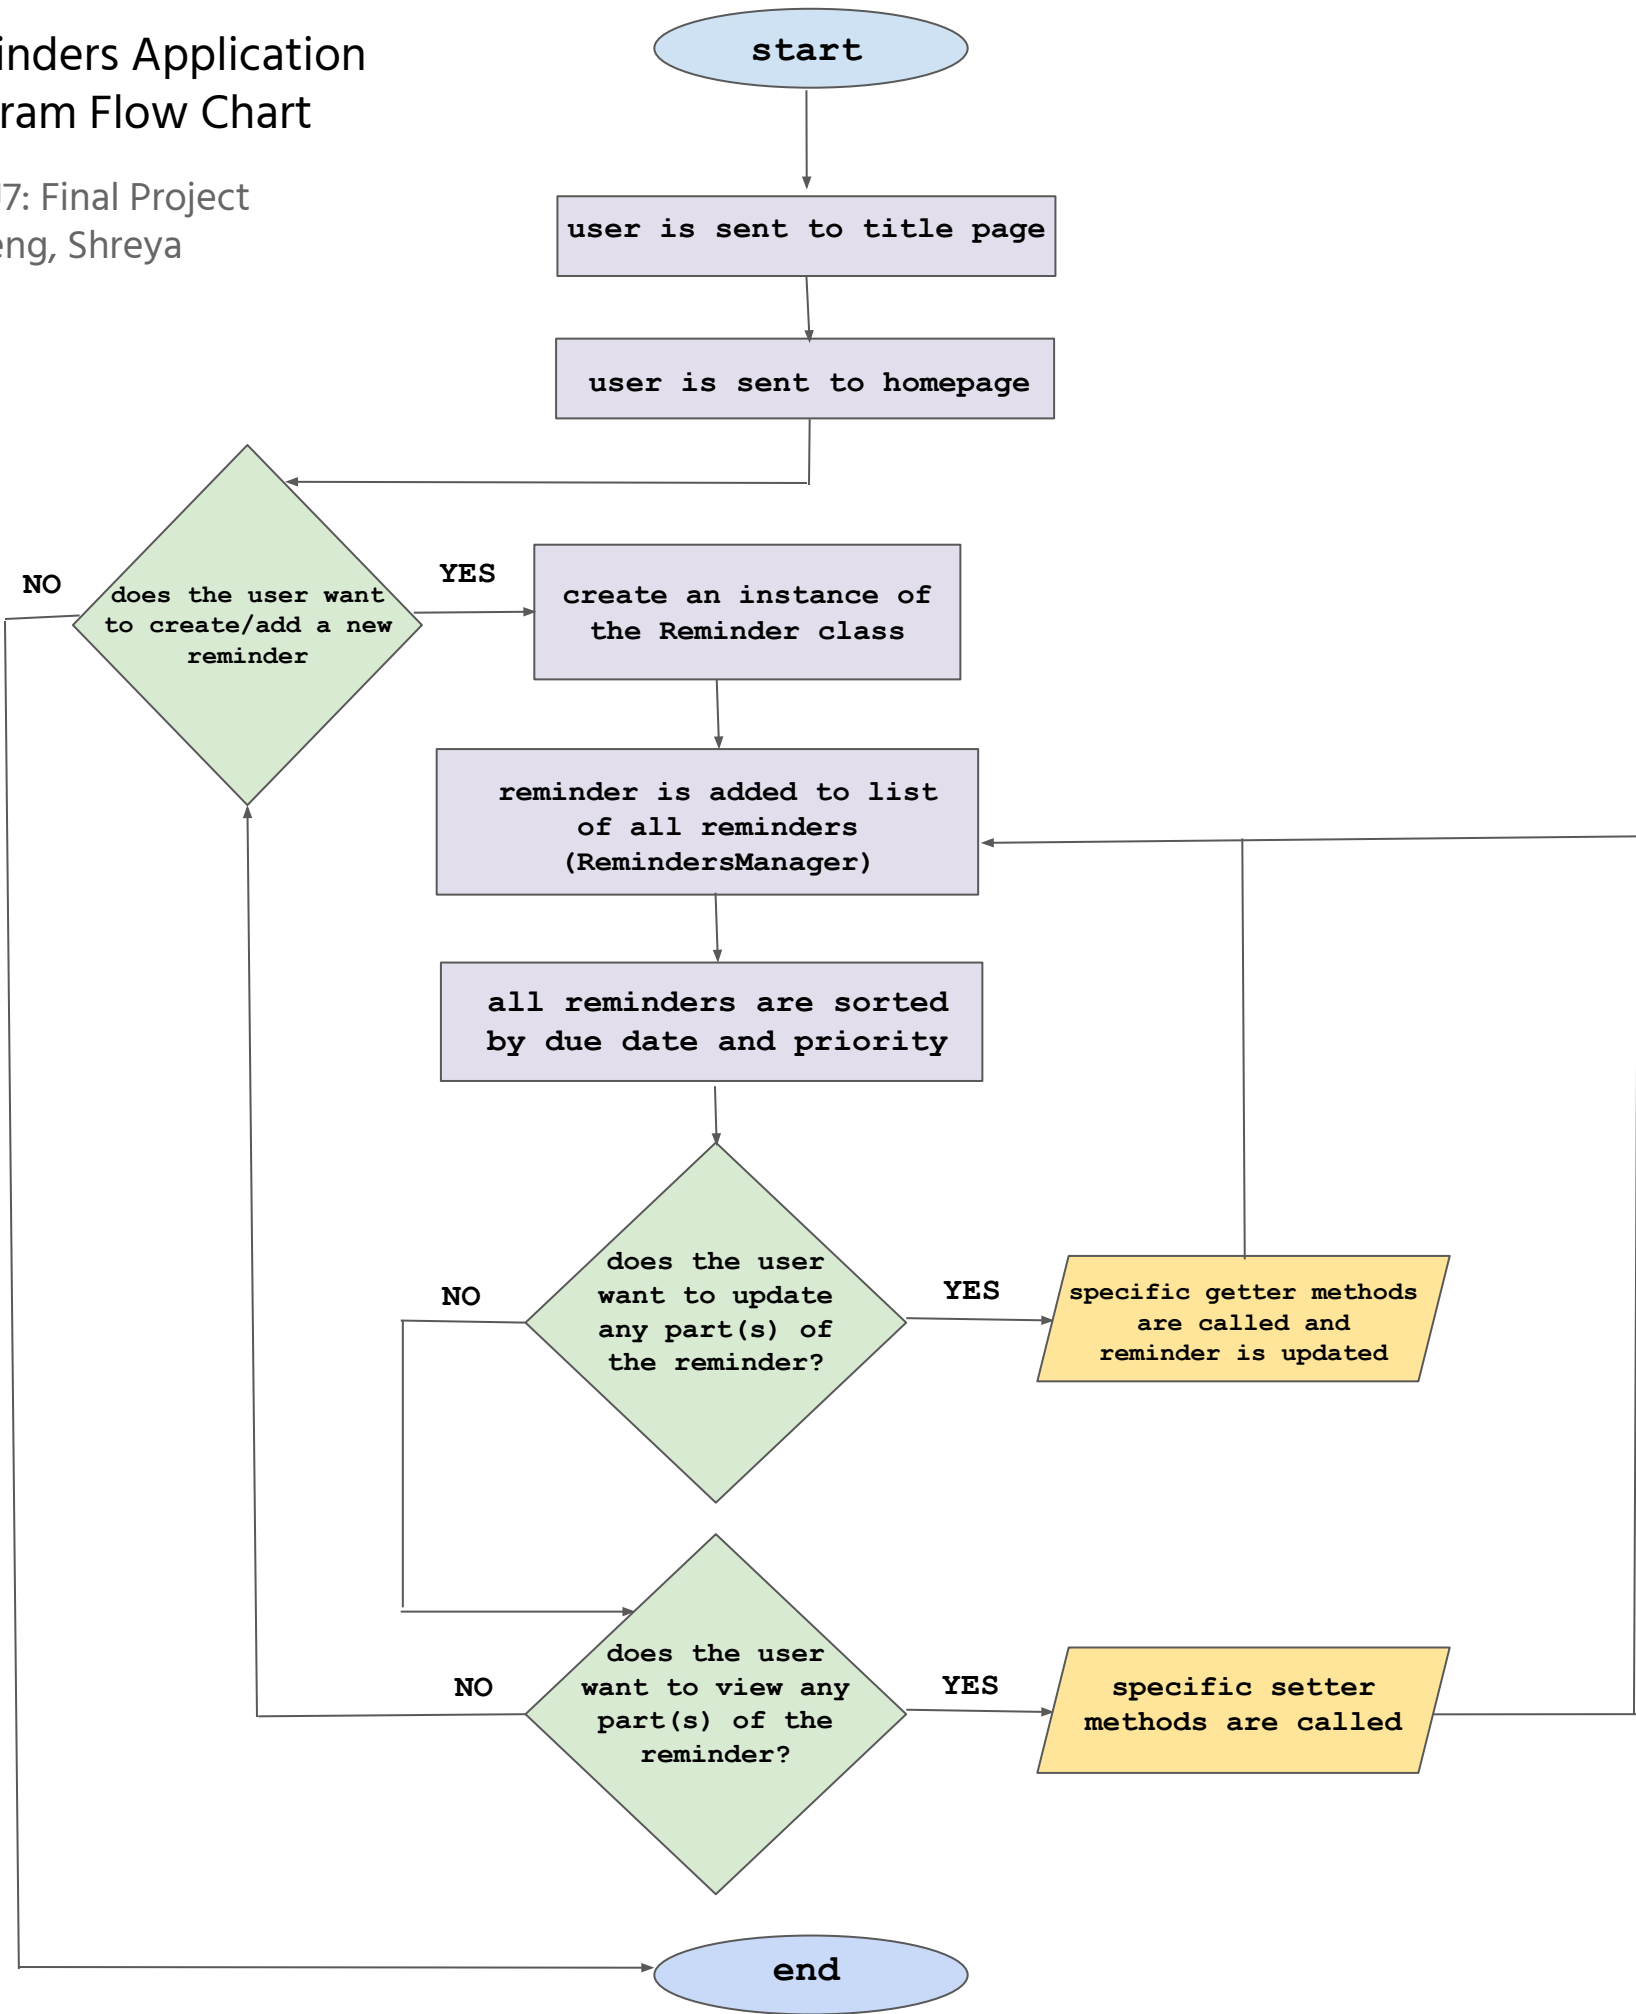 inders Application
ram Flow Chart
7: Final Project
eng, Shreya
start
user is sent to title page
user is sent to homepage
NO
YES
does the user want
to create/add a new
reminder
create an instance of
the Reminder class
reminder is added to list
of all reminders
(RemindersManager)
all reminders are sorted
by due date and priority
does the user
want to update
any part(s) of
the reminder?
NO
YES
specific getter methods
are called and
reminder is updated
does the user
want to view any
part(s) of the
reminder?
NO
YES
specific setter
methods are called
end